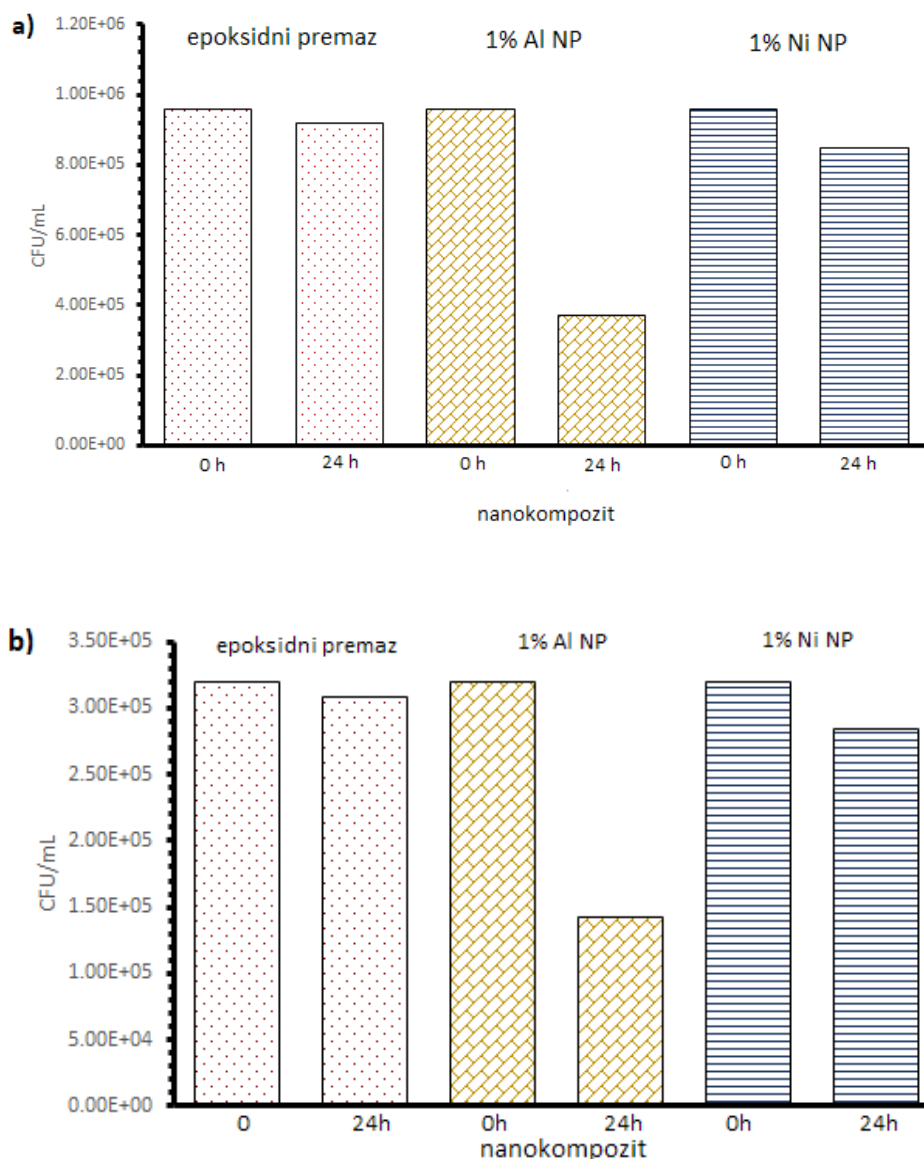 a)
epoksidni premaz
1% Al NP
1% Ni NP
1.20E+06
1.00E+06
8.00E+05
6.00E+05
4.00E+05
2.00E+05
0.00E+00
CFU/mL
0 h
24 h
0 h
24 h
0 h
24 h
nanokompozit
b)
epoksidni premaz
1% Al NP
1% Ni NP
3.50E+05
3.00E+05
2.50E+05
2.00E+05
1.50E+05
1.00E+05
5.00E+04
0.00E+00
CFU/mL
0
24h
0h
24h
0h
24h
nanokompozit